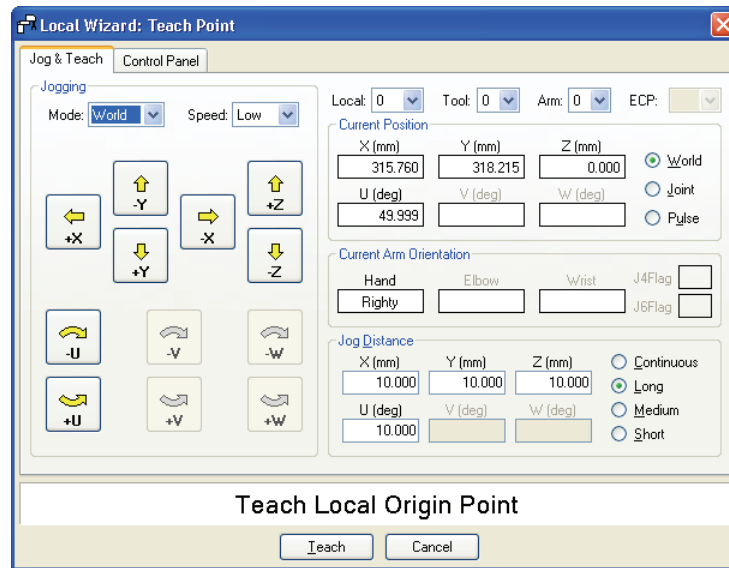 Local Wizard: Teach Point
Jog & Teach
Control Panel
Jogging
Mode: World
Speed: Low
-Y
+Z
+X
-X
+Y
-Z
-U
-V
-W
+U
+V
+W
Local: 0
Tool: 0
Arm: 0
ECP:
Current Position
X (mm) Y (mm) Z (mm)
315.760 318.215 0.000
U (deg) V (deg) W (deg)
49.999
World
Joint
Pulse
Current Arm Orientation
Hand Elbow Wrist
Righty
J4Flag
J6Flag
Jog Distance
X (mm) Y (mm) Z (mm)
10.000 10.000 10.000
U (deg) V (deg) W (deg)
10.000
Continuous
Long
Medium
Short
Teach Local Origin Point
Teach
Cancel